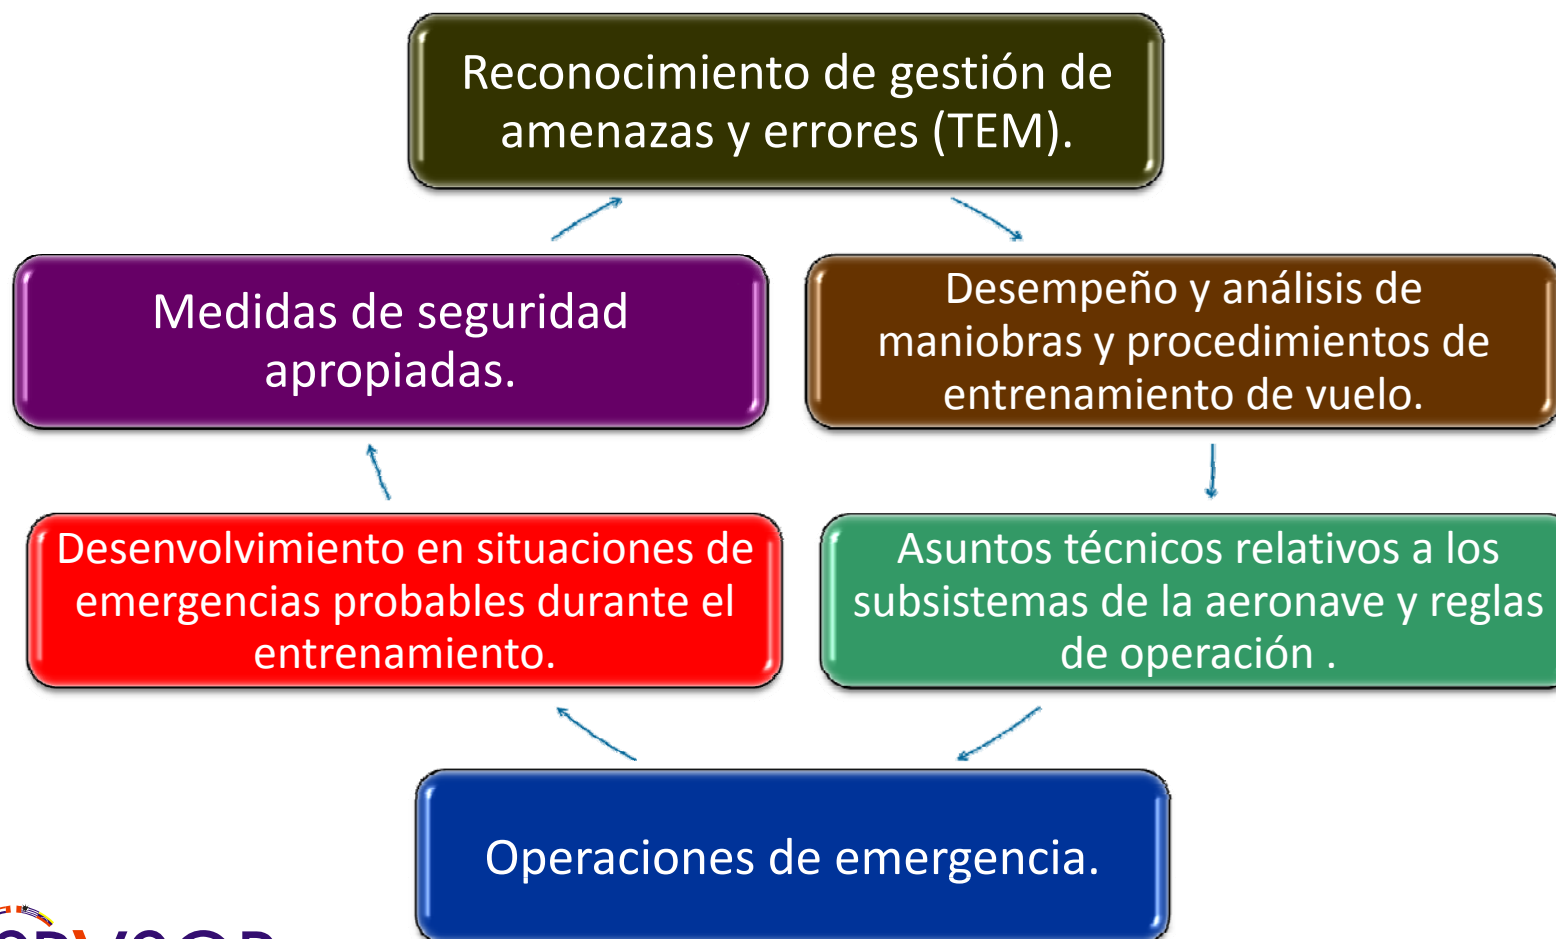 Reconocimiento de gestión de
amenazas y errores (TEM).
Medidas de seguridad
apropiadas.
Desempeño y análisis de
maniobras y procedimientos de
entrenamiento de vuelo.
Desenvolvimiento en situaciones de
emergencias probables durante el
entrenamiento.
Asuntos técnicos relativos a los
subsistemas de la aeronave y reglas
de operación .
Operaciones de emergencia.